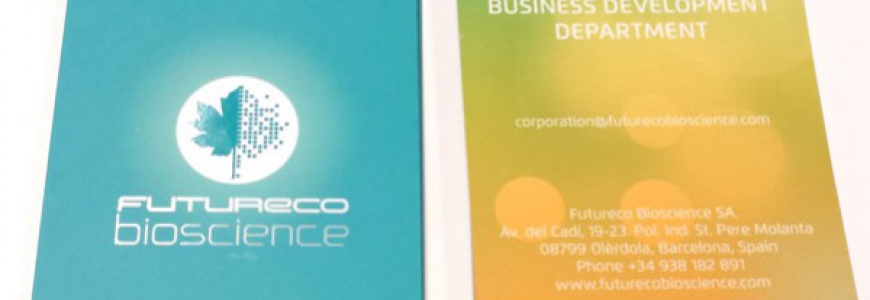 FUTURECO
bioscience
BUSINESS DEVELOPMENT
DEPARTMENT
corporation@futurecobioscience.com
Futureco Bioscience SA.
Av. del Cadí, 19-23. Pol. Ind. St. Pere Molanta
08799 Olèrdola, Barcelona, Spain
Phone +34 938 182 891
www.futurecobioscience.com